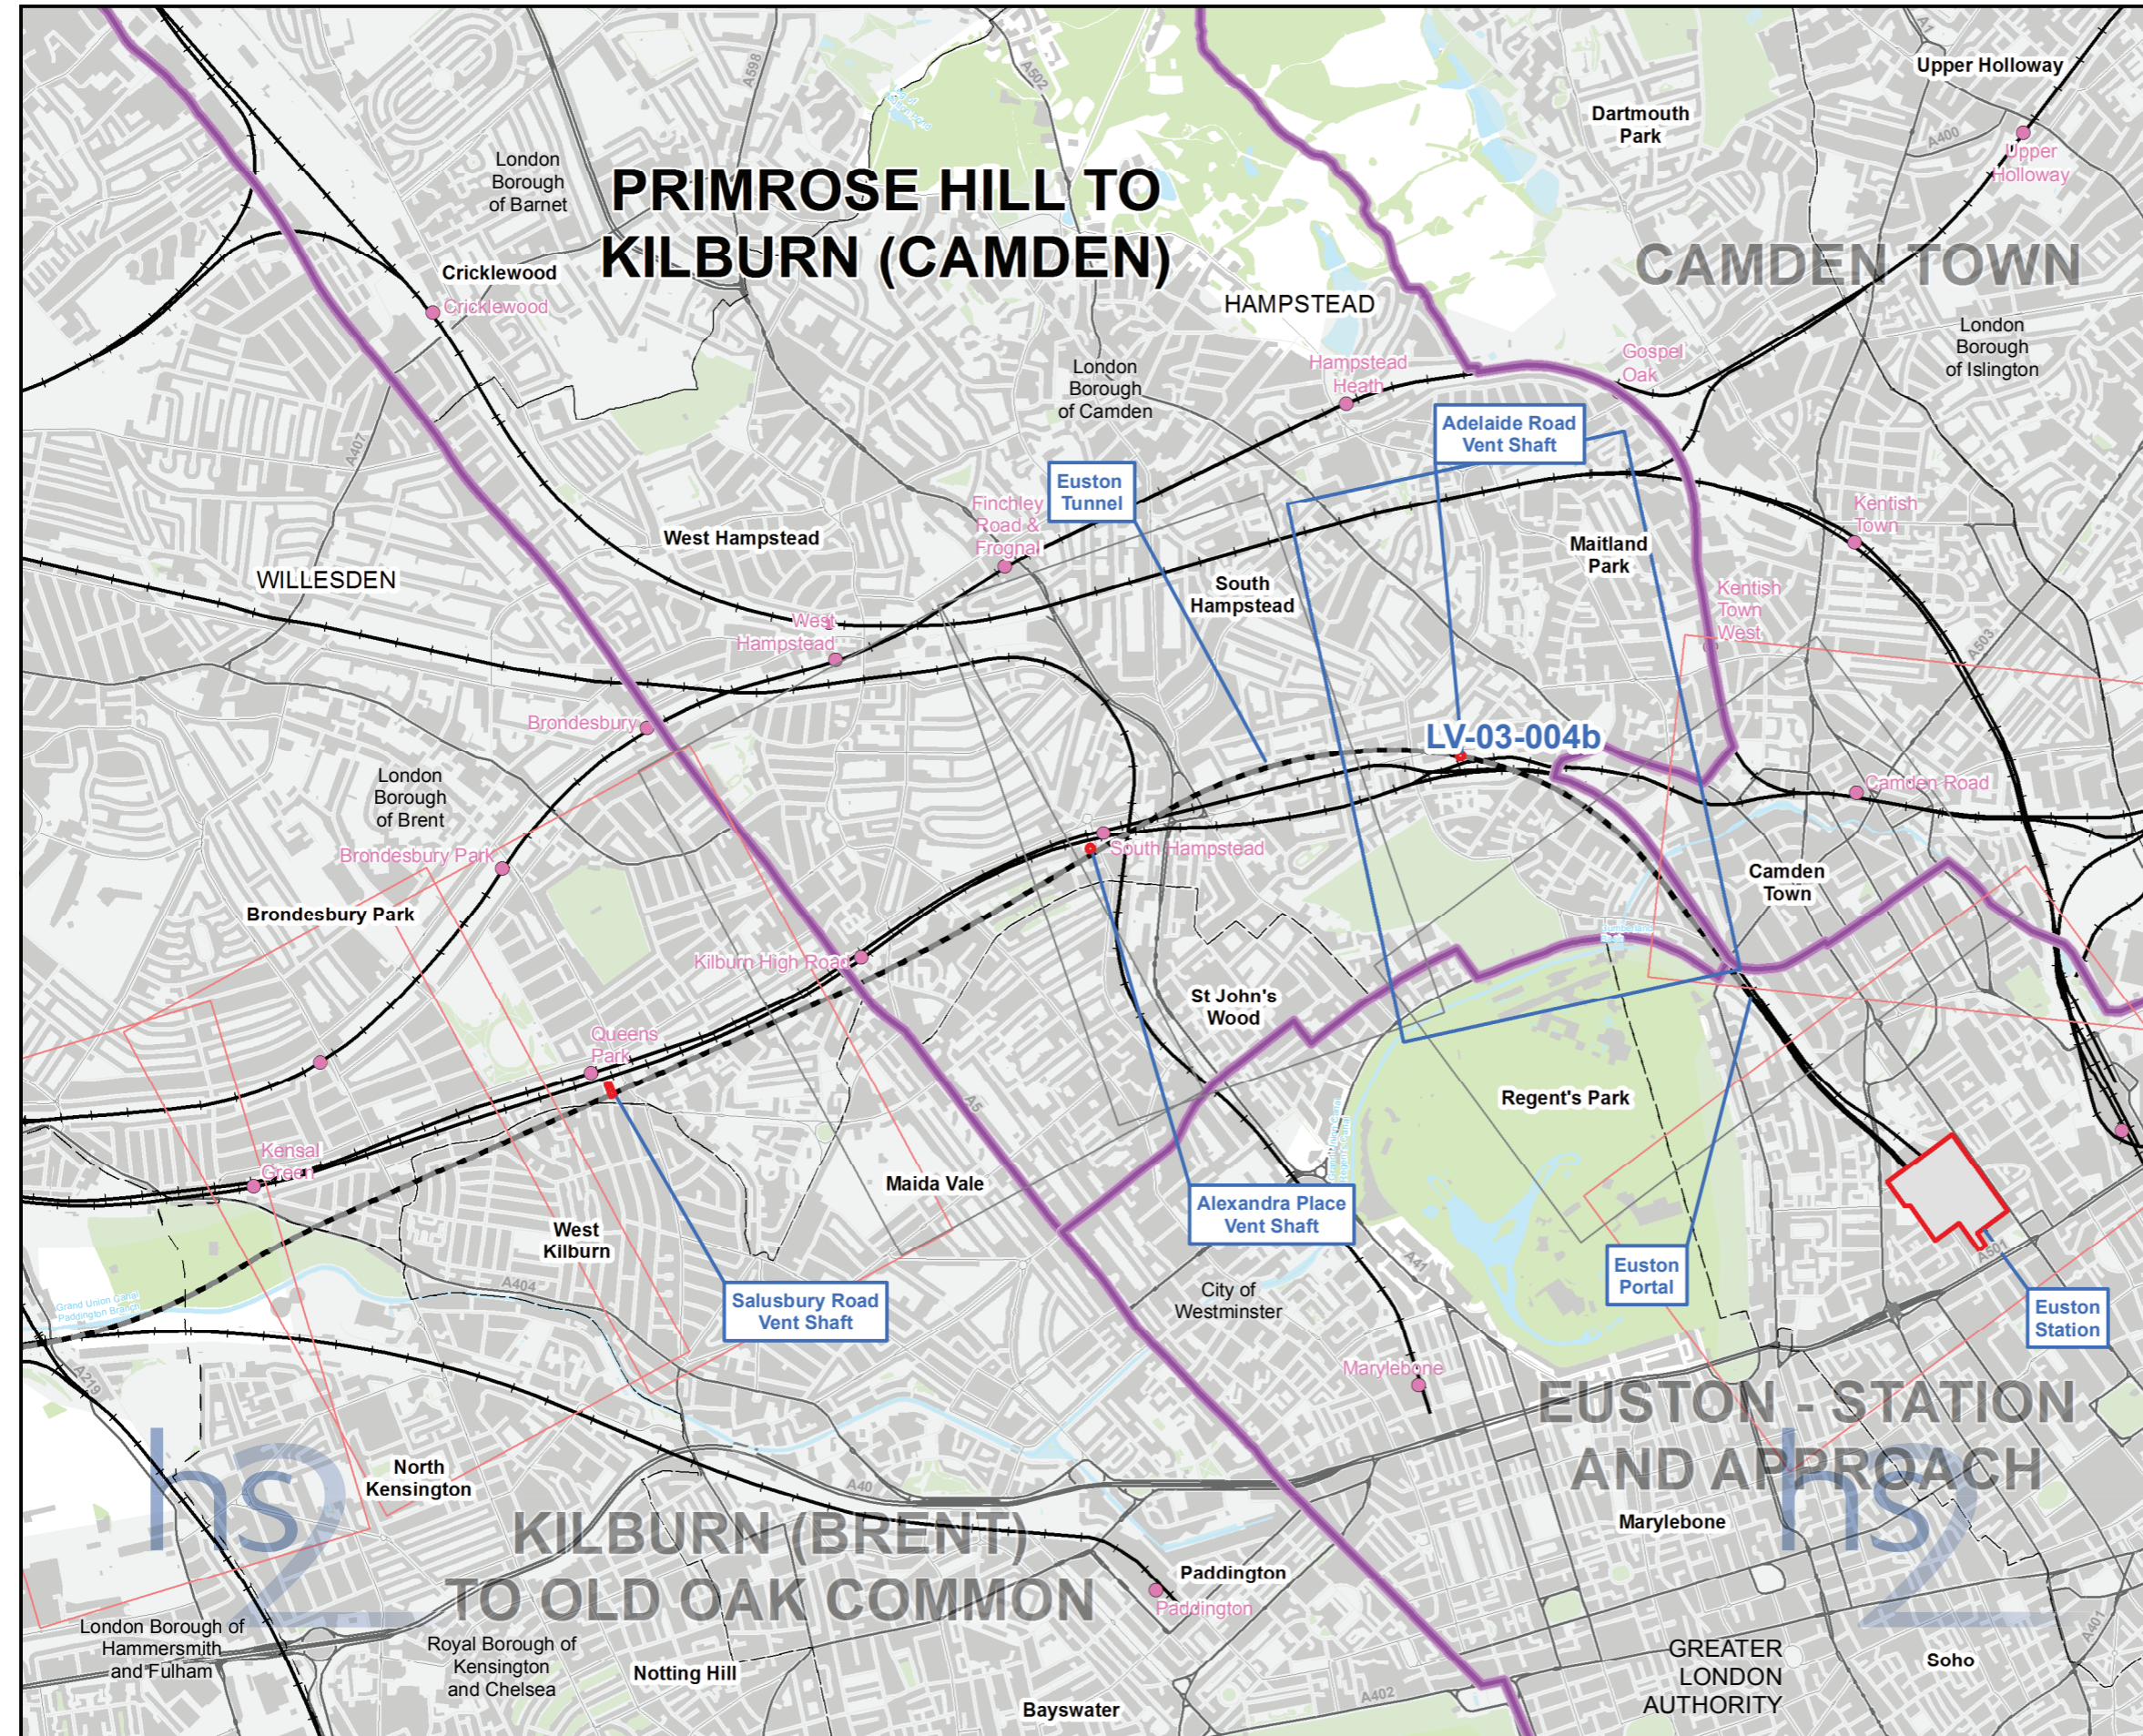 A598
A502
A1
Upper Holloway
Dartmouth
Park
A400
Upper
Holloway
London
Borough
of Barnet
PRIMROSE HILL TO
KILBURN (CAMDEN)
CAMDEN TOWN
Cricklewood
Cricklewood
HAMPSTEAD
London
Borough
of Islington
London
Borough
of Camden
Hampstead
Heath
Gospel
Oak
A407
Adelaide Road
Vent Shaft
Euston
Tunnel
Finchley
Road &
Frognal
Kentish
Town
West Hampstead
Maitland
Park
WILLESDEN
South
Hampstead
Kentish
Town
West
A503
West
Hampstead
Brondesbury
LV-03-004b
London
Borough
of Brent
Camden Road
Brondesbury Park
South Hampstead
Camden
Town
Brondesbury Park
Kilburn High Road
St John's
Wood
Queens
Park
Regent's Park
A5
Kensal
Green
Maida Vale
Alexandra Place
Vent Shaft
West
Kilburn
A41
A501
Euston
Portal
A404
Grand Union Canal
Paddington Branch
Salusbury Road
Vent Shaft
City of
Westminster
Euston
Station
A219
Marylebone
EUSTON - STATION
AND APPROACH
hs2
hs2
North
Kensington
A40
KILBURN (BRENT)
TO OLD OAK COMMON
Marylebone
Paddington
Paddington
London Borough of
Hammersmith
and Fulham
Royal Borough of
Kensington
and Chelsea
Notting Hill
GREATER
LONDON
AUTHORITY
Soho
A401
A402
Bayswater